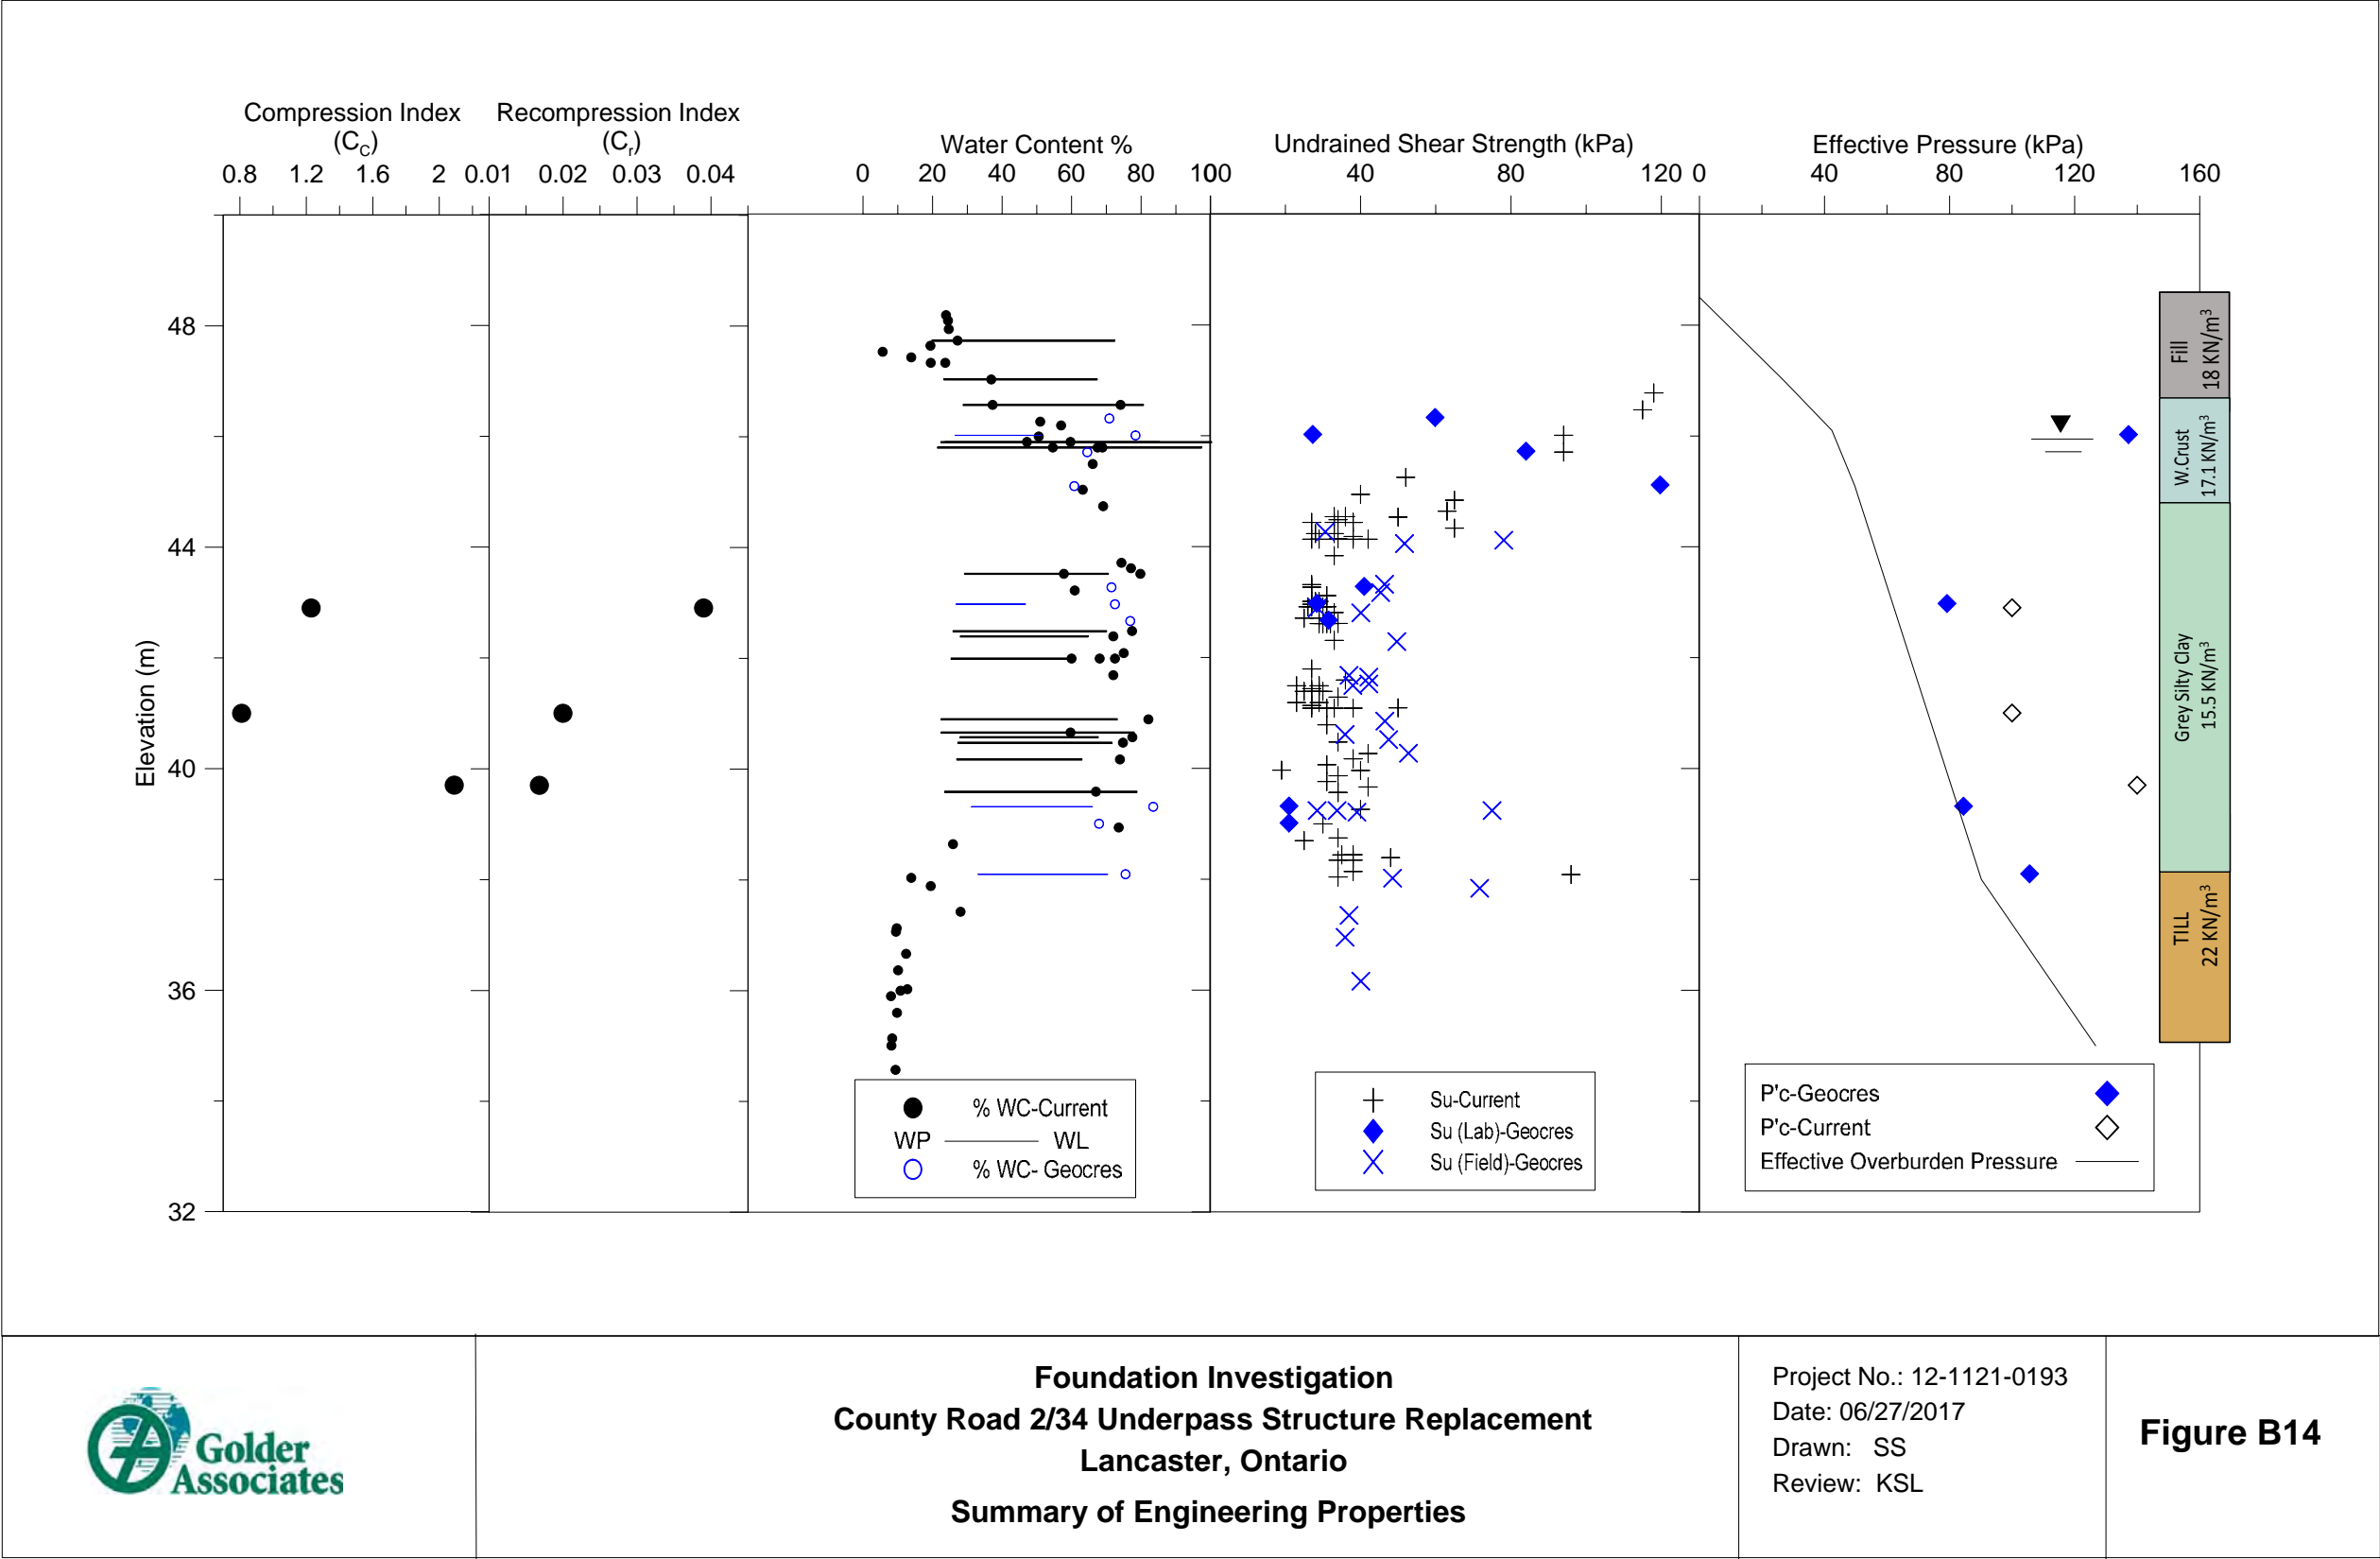 Compression Index
(C_C)
0.8 1.2 1.6 2
Recompression Index
(C_r)
0.01 0.02 0.03 0.04
Water Content %
0 20 40 60 80 100
Undrained Shear Strength (kPa)
0 40 80 120
Effective Pressure (kPa)
0 40 80 120 160
Elevation (m)
48
44
40
36
32
Fill
18 KN/m³
W.Crust
17.1 KN/m³
Grey Silty Clay
15.5 KN/m³
TILL
22 KN/m³
% WC-Current
WP WL
% WC- Geocres
Su-Current
Su (Lab)-Geocres
Su (Field)-Geocres
P'c-Geocres
P'c-Current
Effective Overburden Pressure
Golder
Associates
Foundation Investigation
County Road 2/34 Underpass Structure Replacement
Lancaster, Ontario
Summary of Engineering Properties
Project No.: 12-1121-0193
Date: 06/27/2017
Drawn: SS
Review: KSL
Figure B14